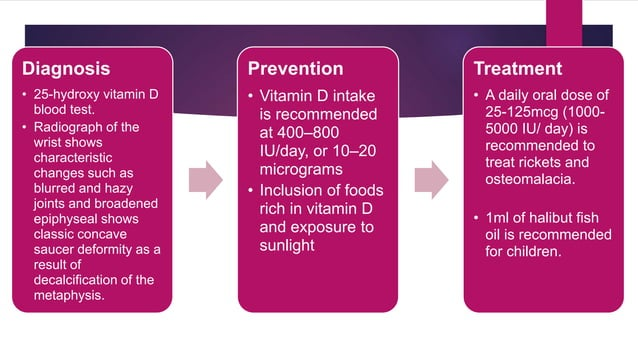 Diagnosis
• 25-hydroxy vitamin D
blood test.
• Radiograph of the
wrist shows
characteristic
changes such as
blurred and hazy
joints and broadened
epiphyseal shows
classic concave
saucer deformity as a
result of
decalcification of the
metaphysis.
Prevention
• Vitamin D intake
is recommended
at 400–800
IU/day, or 10–20
micrograms
• Inclusion of foods
rich in vitamin D
and exposure to
sunlight
Treatment
• A daily oral dose of
25-125mcg (1000-
5000 IU/ day) is
recommended to
treat rickets and
osteomalacia.
• 1ml of halibut fish
oil is recommended
for children.